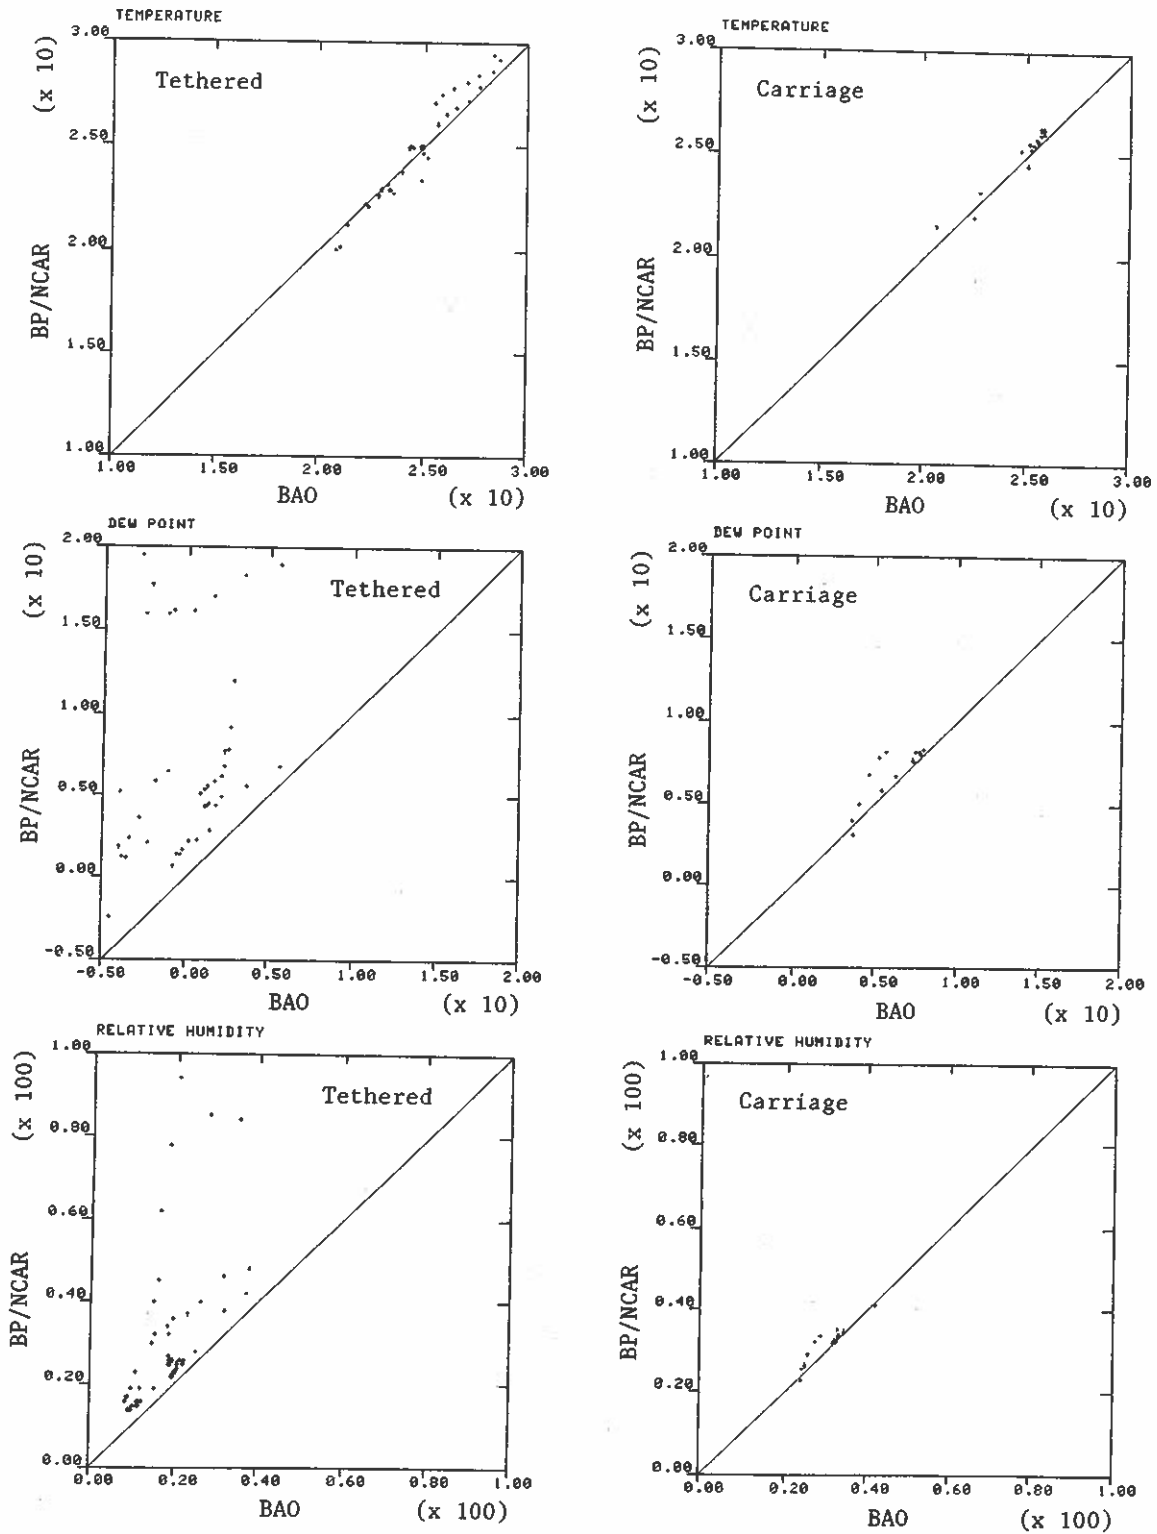 TEMPERATURE
3.00
(x 10)
Tethered
2.50
2.00
BP/NCAR
1.50
1.00
1.00 1.50 2.00 2.50 3.00
BAO (x 10)
TEMPERATURE
3.00
(x 10)
Carriage
2.50
2.00
BP/NCAR
1.50
1.00
1.00 1.50 2.00 2.50 3.00
BAO (x 10)
DEW POINT
2.00
(x 10)
Tethered
1.50
1.00
BP/NCAR
0.50
0.00
-0.50
-0.50 0.00 0.50 1.00 1.50 2.00
BAO (x 10)
DEW POINT
2.00
(x 10)
Carriage
1.50
1.00
BP/NCAR
0.50
0.00
-0.50
-0.50 0.00 0.50 1.00 1.50 2.00
BAO (x 10)
RELATIVE HUMIDITY
1.00
(x 100)
Tethered
0.80
0.60
BP/NCAR
0.40
0.20
0.00
0.00 0.20 0.40 0.60 0.80 1.00
BAO (x 100)
RELATIVE HUMIDITY
1.00
(x 100)
Carriage
0.80
0.60
BP/NCAR
0.40
0.20
0.00
0.00 0.20 0.40 0.60 0.80 1.00
BAO (x 100)